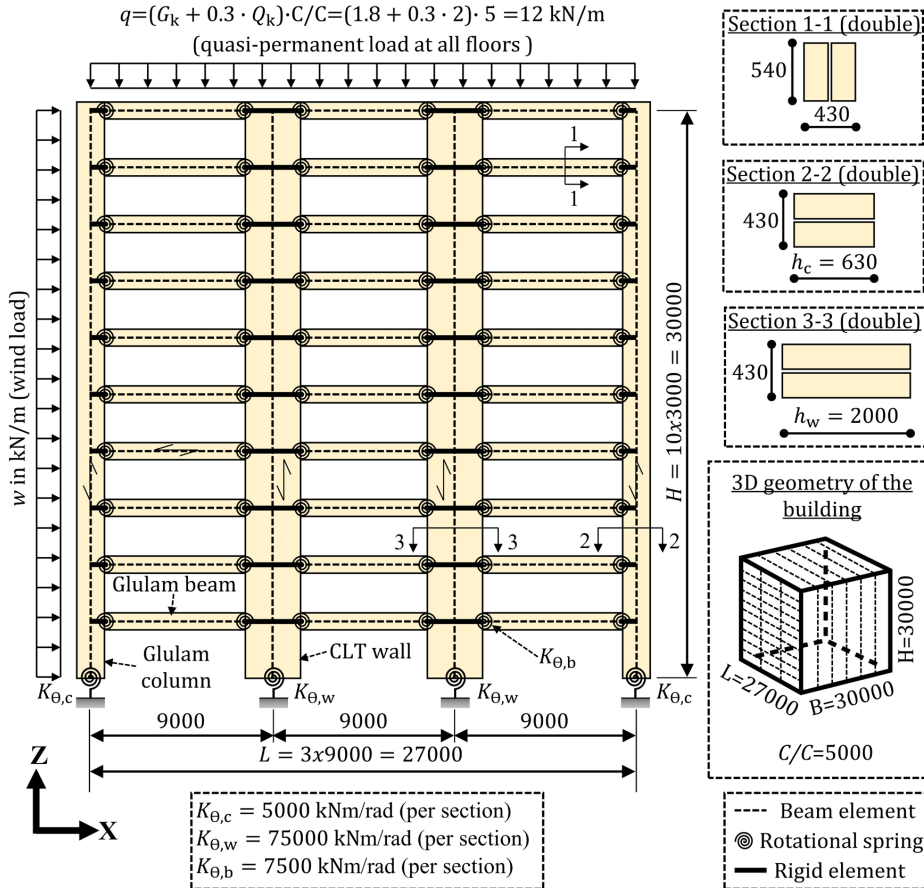 q=(Gk + 0.3 · Qk)·C/C=(1.8 + 0.3 · 2) · 5 =12 kN/m
(quasi-permanent load at all floors )
w in kN/m (wind load)
1
1
3
3
2
2
Glulam beam
Glulam
column
CLT wall
KΘ,b
KΘ,c
KΘ,w
KΘ,w
KΘ,c
9000
9000
9000
L = 3x9000 = 27000
H = 10x3000 = 30000
Z
X
KΘ,c = 5000 kNm/rad (per section)
KΘ,w = 75000 kNm/rad (per section)
KΘ,b = 7500 kNm/rad (per section)
Section 1-1 (double)
540
430
Section 2-2 (double)
430
hc = 630
Section 3-3 (double)
430
hw = 2000
3D geometry of the
building
H=30000
L=27000
B=30000
C/C=5000
Beam element
Rotational spring
Rigid element